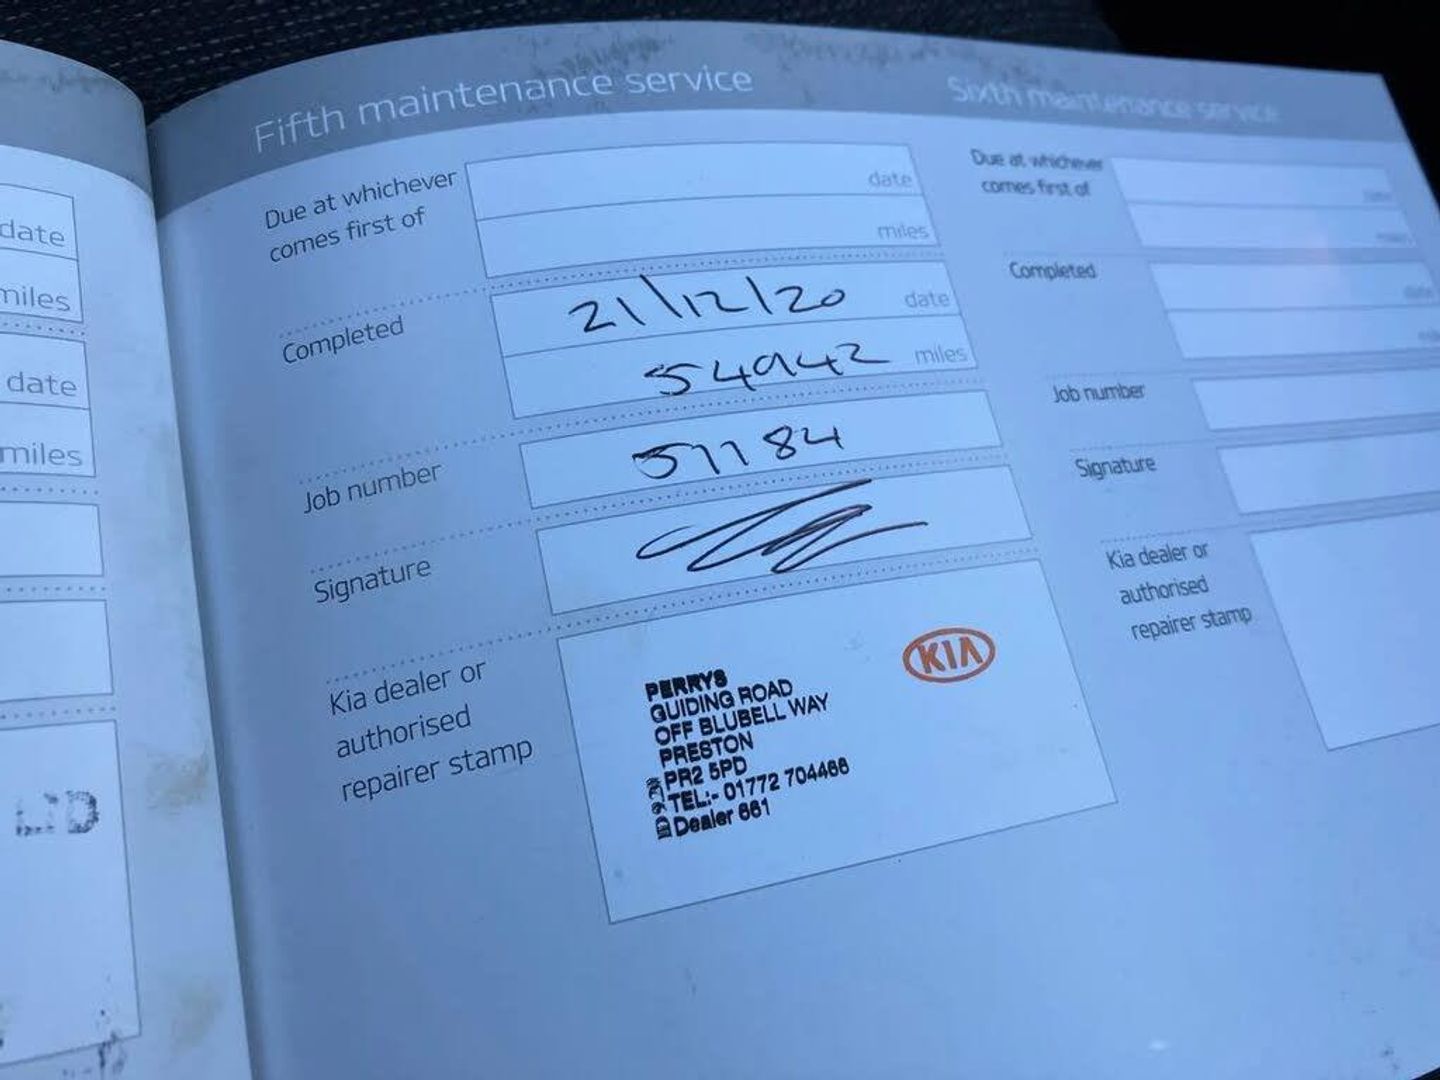 date
miles
date
miles
Fifth maintenance service
Due at whichever
comes first of
date
miles
Completed
21/12/20 date
54942 miles
Job number
51184
Signature
Kia dealer or
authorised
repairer stamp
KIA
PERRYS
GUIDING ROAD
OFF BLUBELL WAY
PRESTON
PR2 5PD
TEL:- 01772 704466
Dealer 661
Sixth maintenance service
Due at whichever
comes first of
Completed
Job number
Signature
Kia dealer or
authorised
repairer stamp